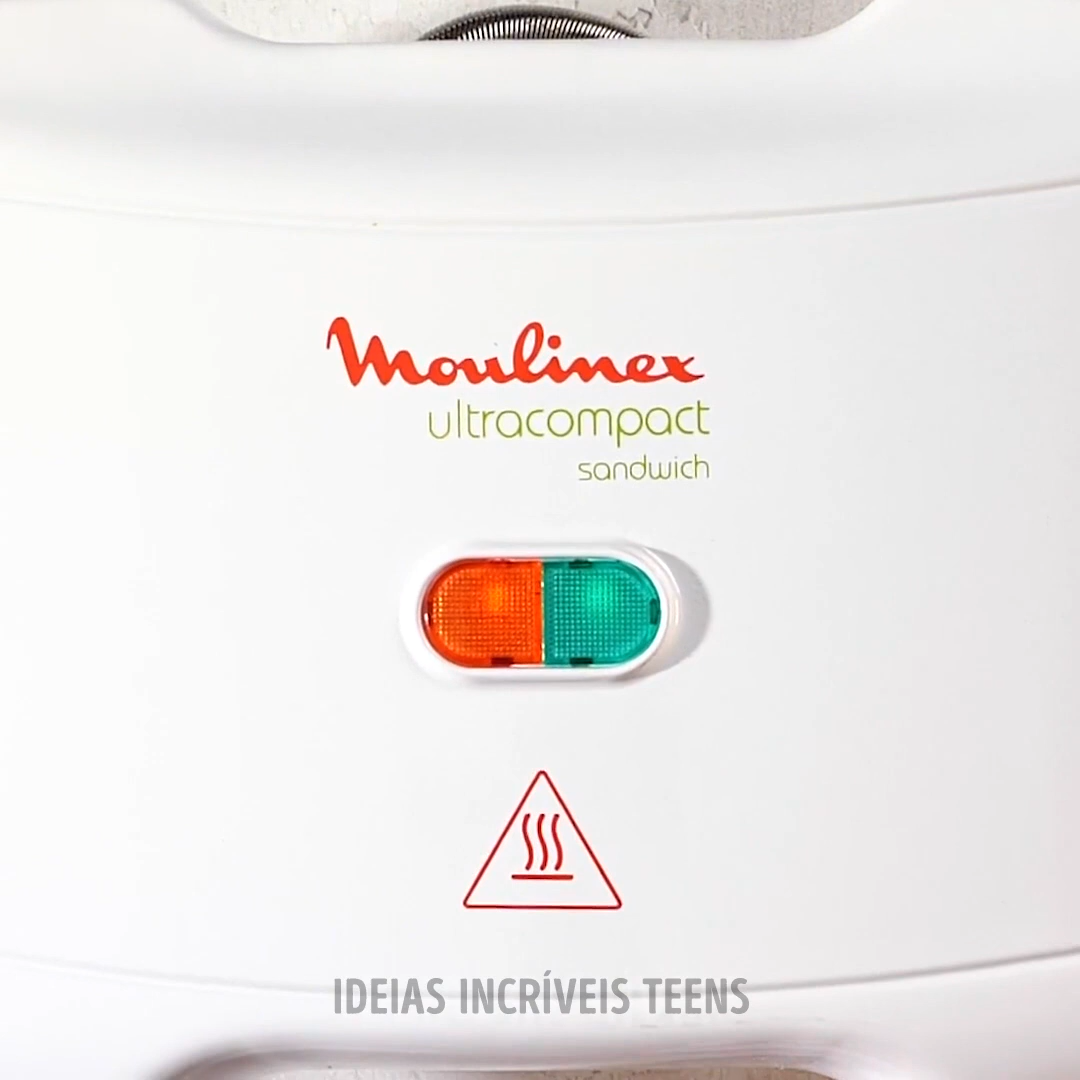 Moulinex
ultracompact
sandwich
IDEIAS INCRÍVEIS TEENS